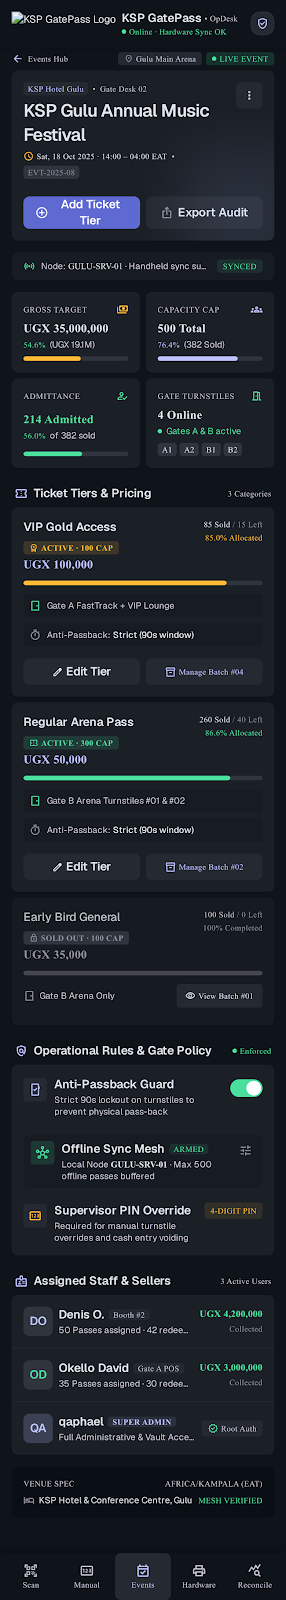 KSP GatePass Logo
KSP GatePass • OpDesk
Online · Hardware Sync OK
Events Hub
Gulu Main Arena
LIVE EVENT
KSP Hotel Gulu • Gate Desk 02
KSP Gulu Annual Music
Festival
Sat, 18 Oct 2025 · 14:00 – 04:00 EAT •
EVT-2025-08
Add Ticket
Tier
Export Audit
Node: GULU-SRV-01 · Handheld sync su...
SYNCED
GROSS TARGET
UGX 35,000,000
54.6% (UGX 19.1M)
CAPACITY CAP
500 Total
76.4% (382 Sold)
ADMITTANCE
214 Admitted
56.0% of 382 sold
GATE TURNSTILES
4 Online
Gates A & B active
A1 A2 B1 B2
Ticket Tiers & Pricing
3 Categories
VIP Gold Access
85 Sold / 15 Left
ACTIVE · 100 CAP
85.0% Allocated
UGX 100,000
Gate A FastTrack + VIP Lounge
Anti-Passback: Strict (90s window)
Edit Tier
Manage Batch #04
Regular Arena Pass
260 Sold / 40 Left
ACTIVE · 300 CAP
86.6% Allocated
UGX 50,000
Gate B Arena Turnstiles #01 & #02
Anti-Passback: Strict (90s window)
Edit Tier
Manage Batch #02
Early Bird General
100 Sold / 0 Left
SOLD OUT · 100 CAP
100% Completed
UGX 35,000
Gate B Arena Only
View Batch #01
Operational Rules & Gate Policy
Enforced
Anti-Passback Guard
Strict 90s lockout on turnstiles to
prevent physical pass-back
Offline Sync Mesh ARMED
Local Node GULU-SRV-01 · Max 500
offline passes buffered
Supervisor PIN Override
4-DIGIT PIN
Required for manual turnstile
overrides and cash entry voiding
Assigned Staff & Sellers
3 Active Users
DO
Denis O. Booth #2
UGX 4,200,000
50 Passes assigned · 42 redee...
Collected
OD
Okello David Gate A POS
UGX 3,000,000
35 Passes assigned · 30 redee...
Collected
QA
qaphael SUPER ADMIN
Full Administrative & Vault Acce...
Root Auth
VENUE SPEC
AFRICA/KAMPALA (EAT)
KSP Hotel & Conference Centre, Gulu
MESH VERIFIED
Scan
Manual
Events
Hardware
Reconcile